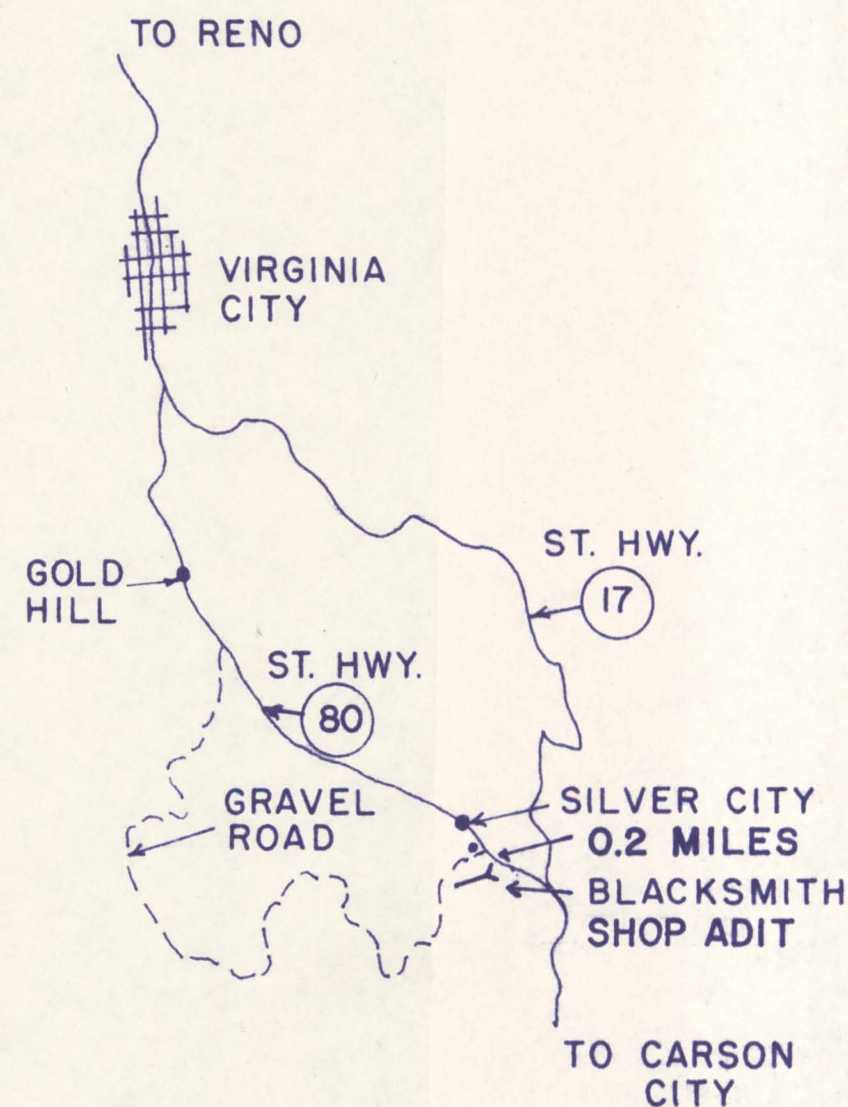 TO RENO
VIRGINIA
CITY
ST. HWY.
17
GOLD
HILL
ST. HWY.
80
GRAVEL
ROAD
SILVER CITY
0.2 MILES
BLACKSMITH
SHOP ADIT
TO CARSON
CITY